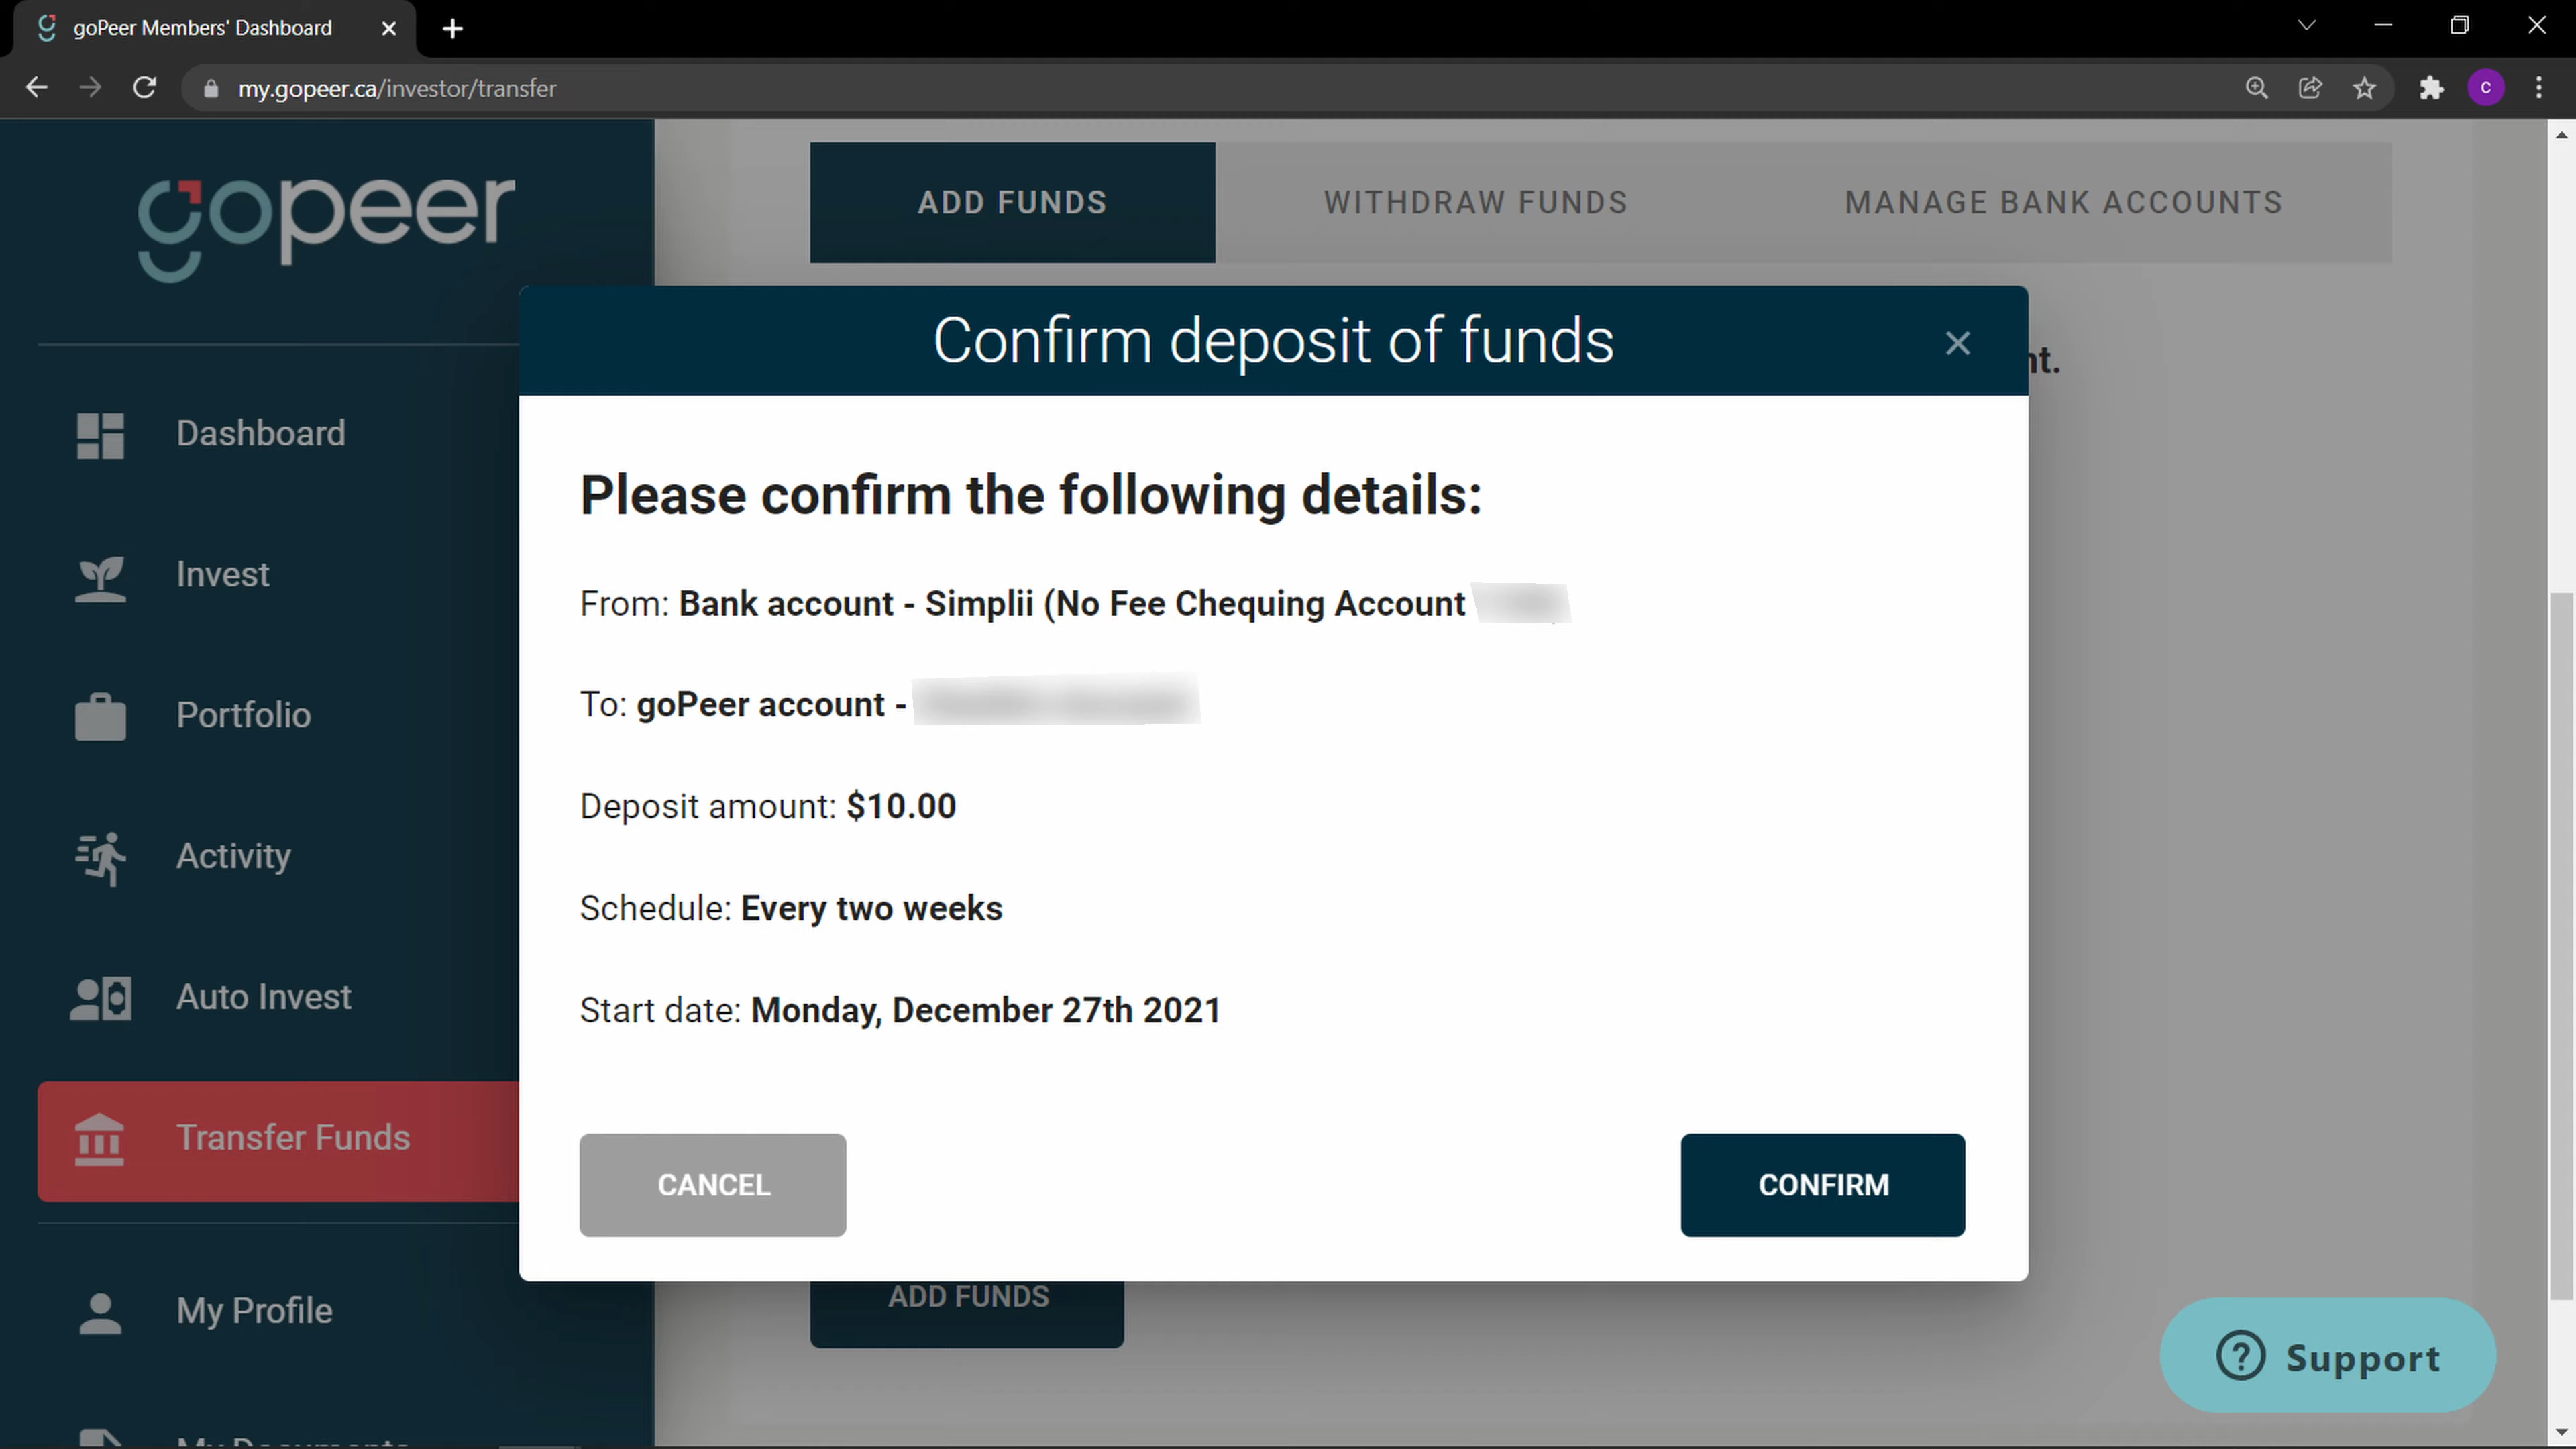 goPeer Members' Dashboard
my.gopeer.ca/investor/transfer
C
gopeer
Dashboard
Invest
Portfolio
Activity
Auto Invest
Transfer Funds
My Profile
ADD FUNDS
WITHDRAW FUNDS
MANAGE BANK ACCOUNTS
nt.
Confirm deposit of funds
Please confirm the following details:
From: Bank account - Simplii (No Fee Chequing Account
To: goPeer account -
Deposit amount: $10.00
Schedule: Every two weeks
Start date: Monday, December 27th 2021
CANCEL
CONFIRM
ADD FUNDS
Support